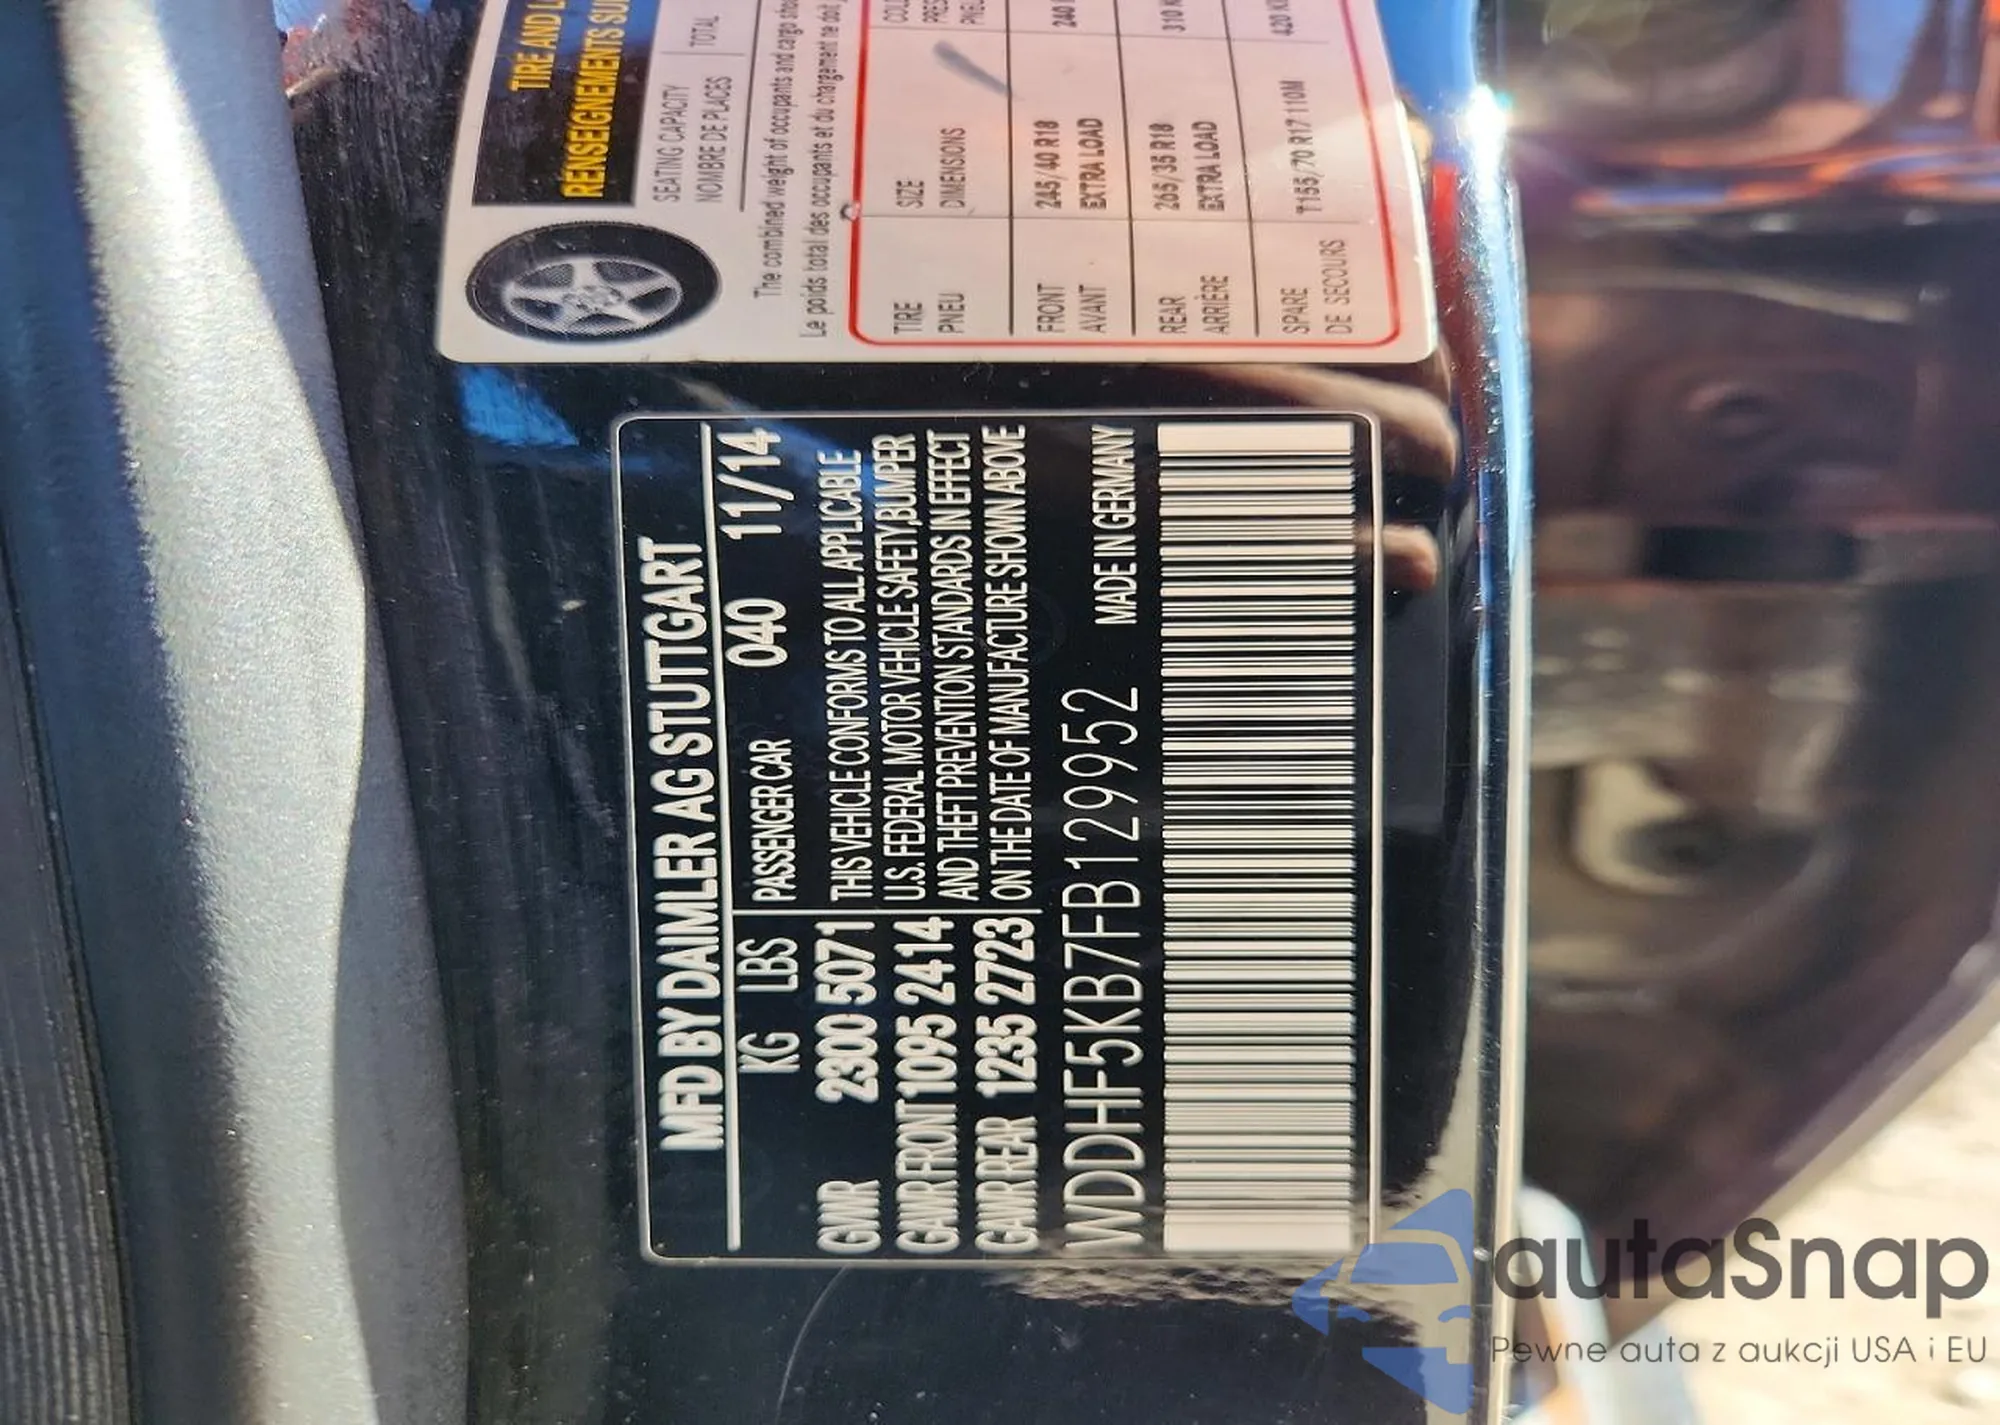 MFD BY DAIMLER AG STUTTGART
KG LBS PASSENGER CAR 040 11/14
GVWR 2300 5071
GAWR FRONT 1095 2414
GAWR REAR 1235 2723
THIS VEHICLE CONFORMS TO ALL APPLICABLE
U.S. FEDERAL MOTOR VEHICLE SAFETY,BUMPER
AND THEFT PREVENTION STANDARDS IN EFFECT
ON THE DATE OF MANUFACTURE SHOWN ABOVE
WDDHF5KB7FB129952 MADE IN GERMANY
TIRE AND
RENSEIGNEMENTS
SEATING CAPACITY
NOMBRE DE PLACES
TOTAL
The combined weight of occupants and cargo
Le poids total des occupants et du chargement ne doit
TIRE SIZE
PNEU DIMENSIONS
FRONT 245/40 R18
AVANT EXTRA LOAD
REAR 265/35 R18
ARRIÈRE EXTRA LOAD
SPARE T155/70 R17 110M
DE SECOURS
autaSnap
Pewne auta z aukcji USA i EU